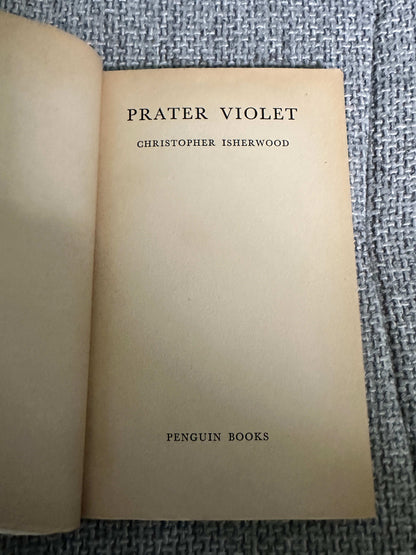 PRATER VIOLET
CHRISTOPHER ISHERWOOD
PENGUIN BOOKS